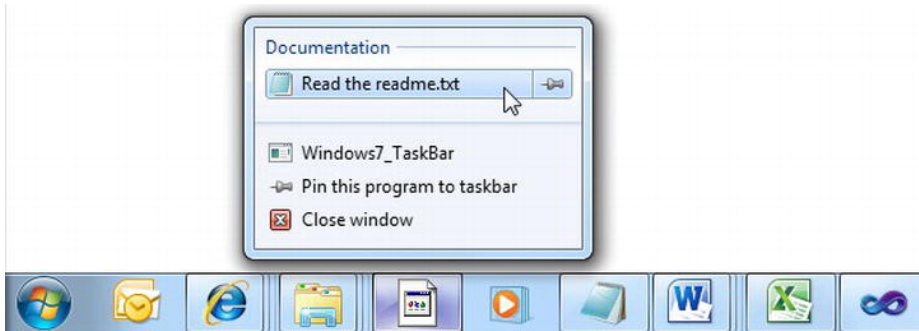 Documentation
Read the readme.txt
Windows7_TaskBar
Pin this program to taskbar
Close window